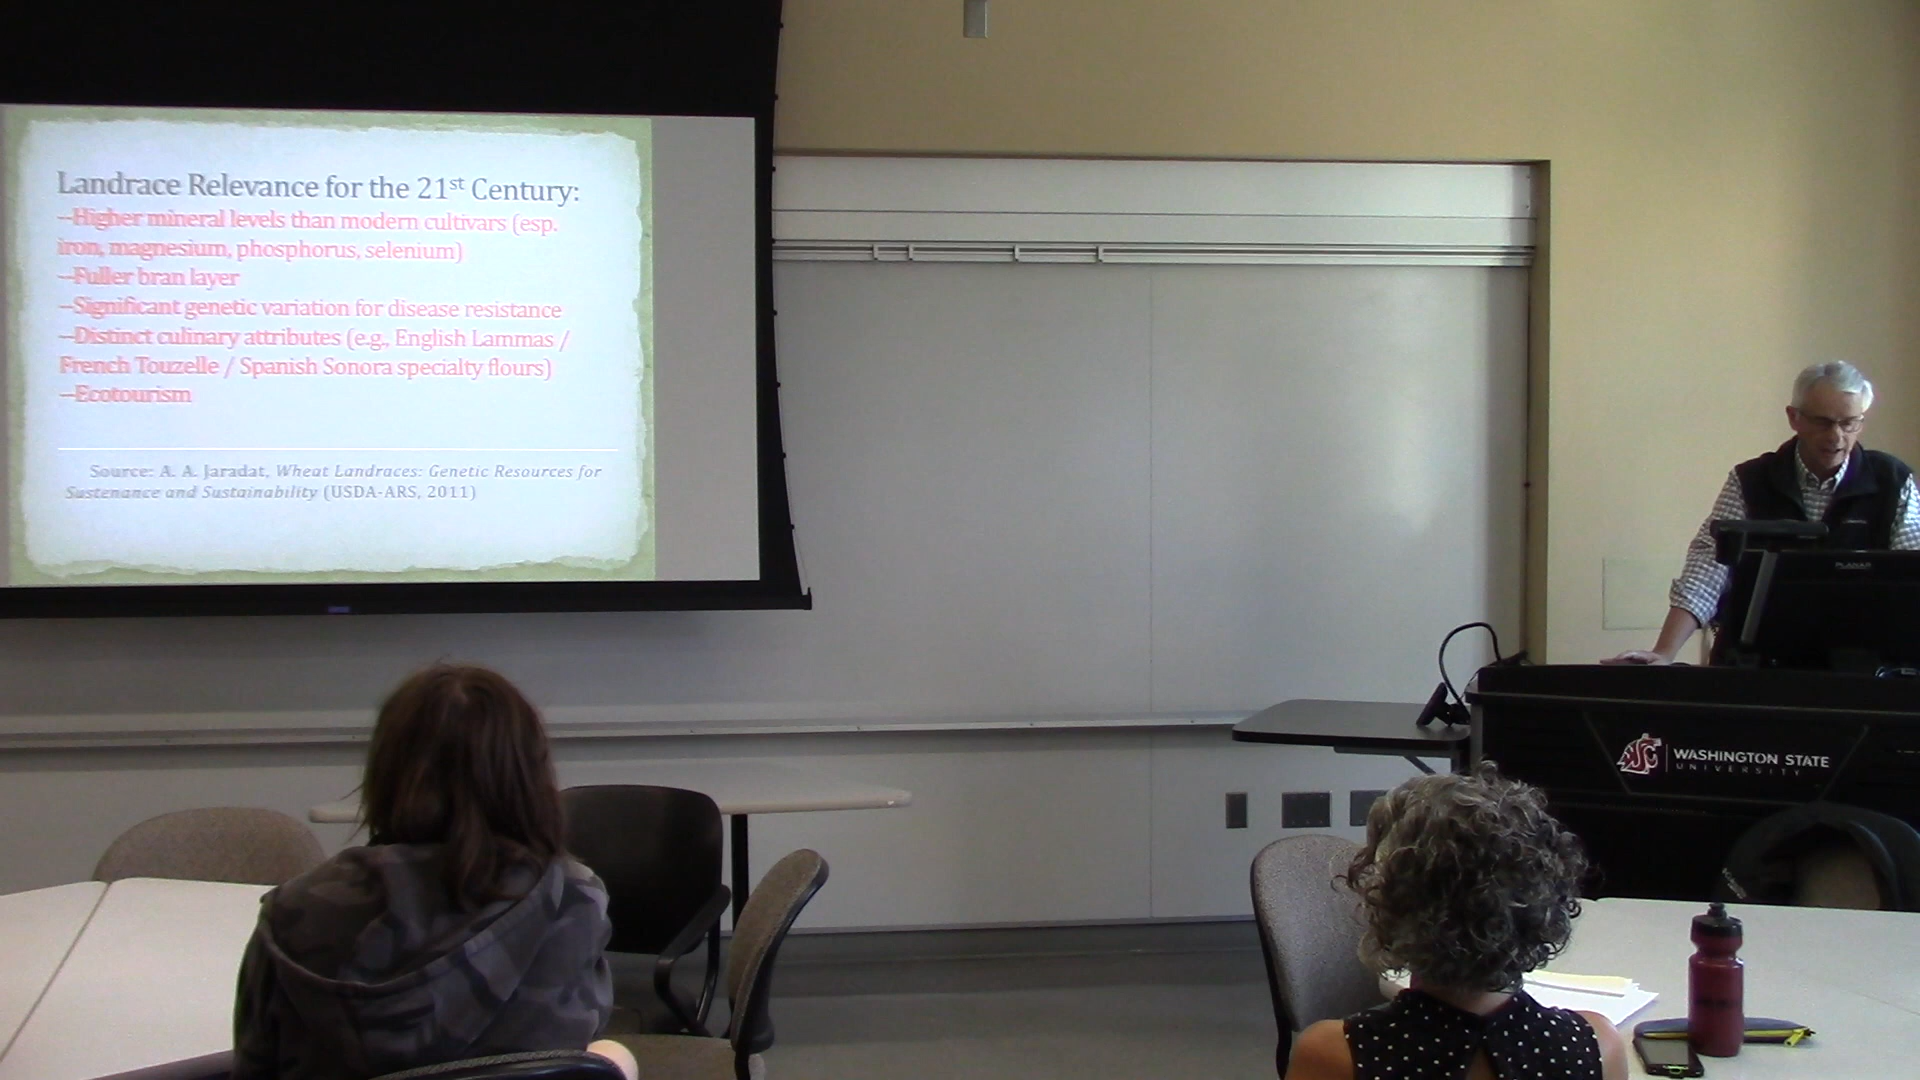 Landrace Relevance for the 21st Century:
--Higher mineral levels than modern cultivars (esp.
iron, magnesium, phosphorus, selenium)
--Fuller bran layer
--Significant genetic variation for disease resistance
--Distinct culinary attributes (e.g., English Lammas /
French Touzelle / Spanish Sonora specialty flours)
--Ecotourism
Source: A. A. Jaradat, Wheat Landraces: Genetic Resources for
Sustenance and Sustainability (USDA-ARS, 2011)
PLANAR
WASHINGTON STATE
UNIVERSITY